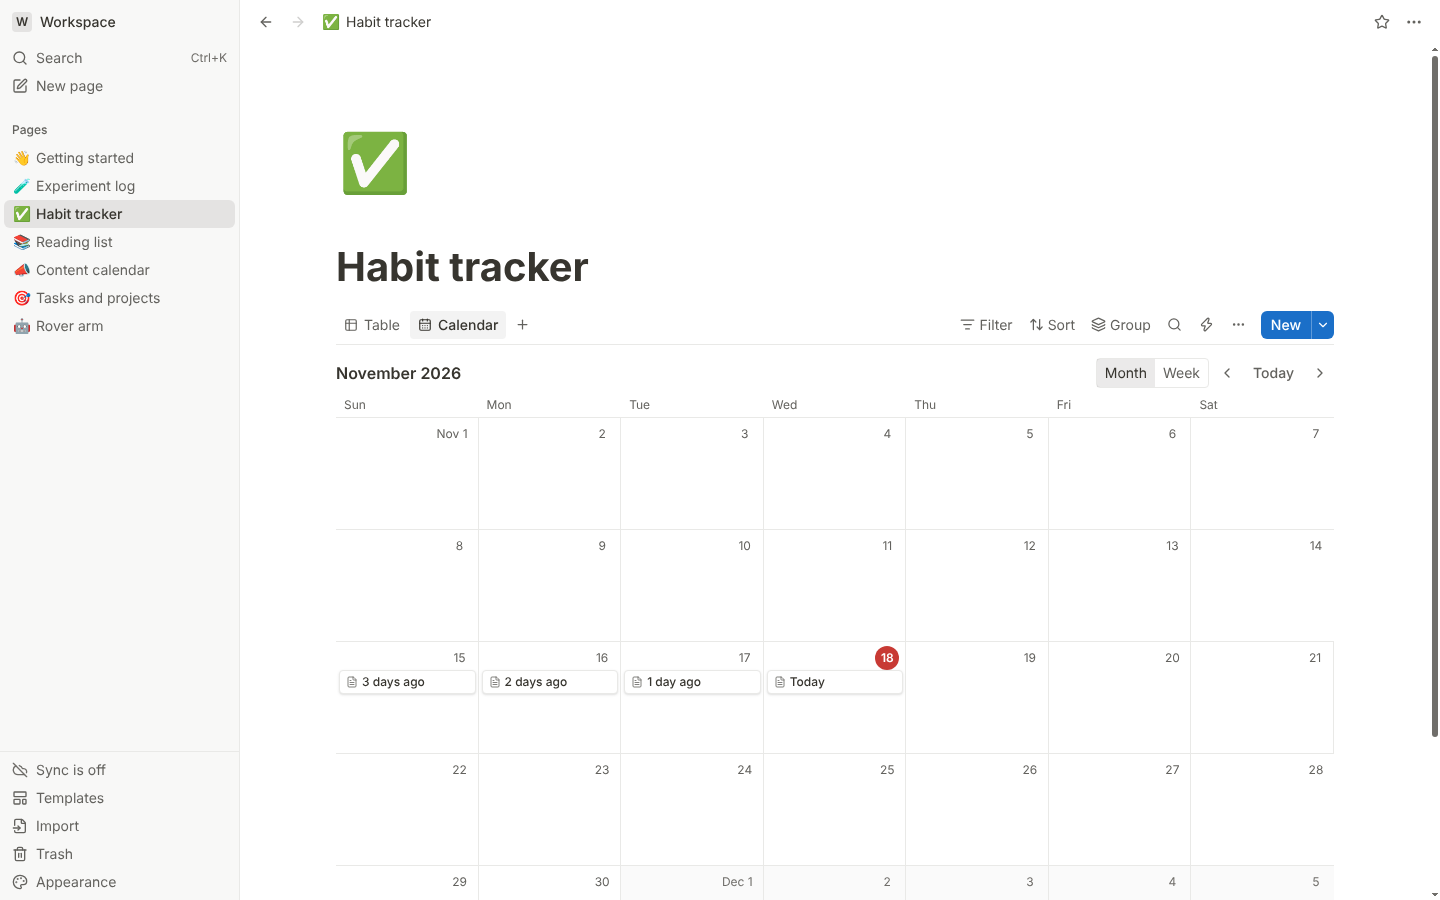 W Workspace
Search Ctrl+K
New page
Pages
Getting started
Experiment log
Habit tracker
Reading list
Content calendar
Tasks and projects
Rover arm
Sync is off
Templates
Import
Trash
Appearance
Habit tracker
Habit tracker
Table Calendar Filter Sort Group New
November 2026 Month Week Today
Sun Mon Tue Wed Thu Fri Sat
Nov 1 2 3 4 5 6 7
8 9 10 11 12 13 14
15 16 17 18 19 20 21
3 days ago 2 days ago 1 day ago Today
22 23 24 25 26 27 28
29 30 Dec 1 2 3 4 5